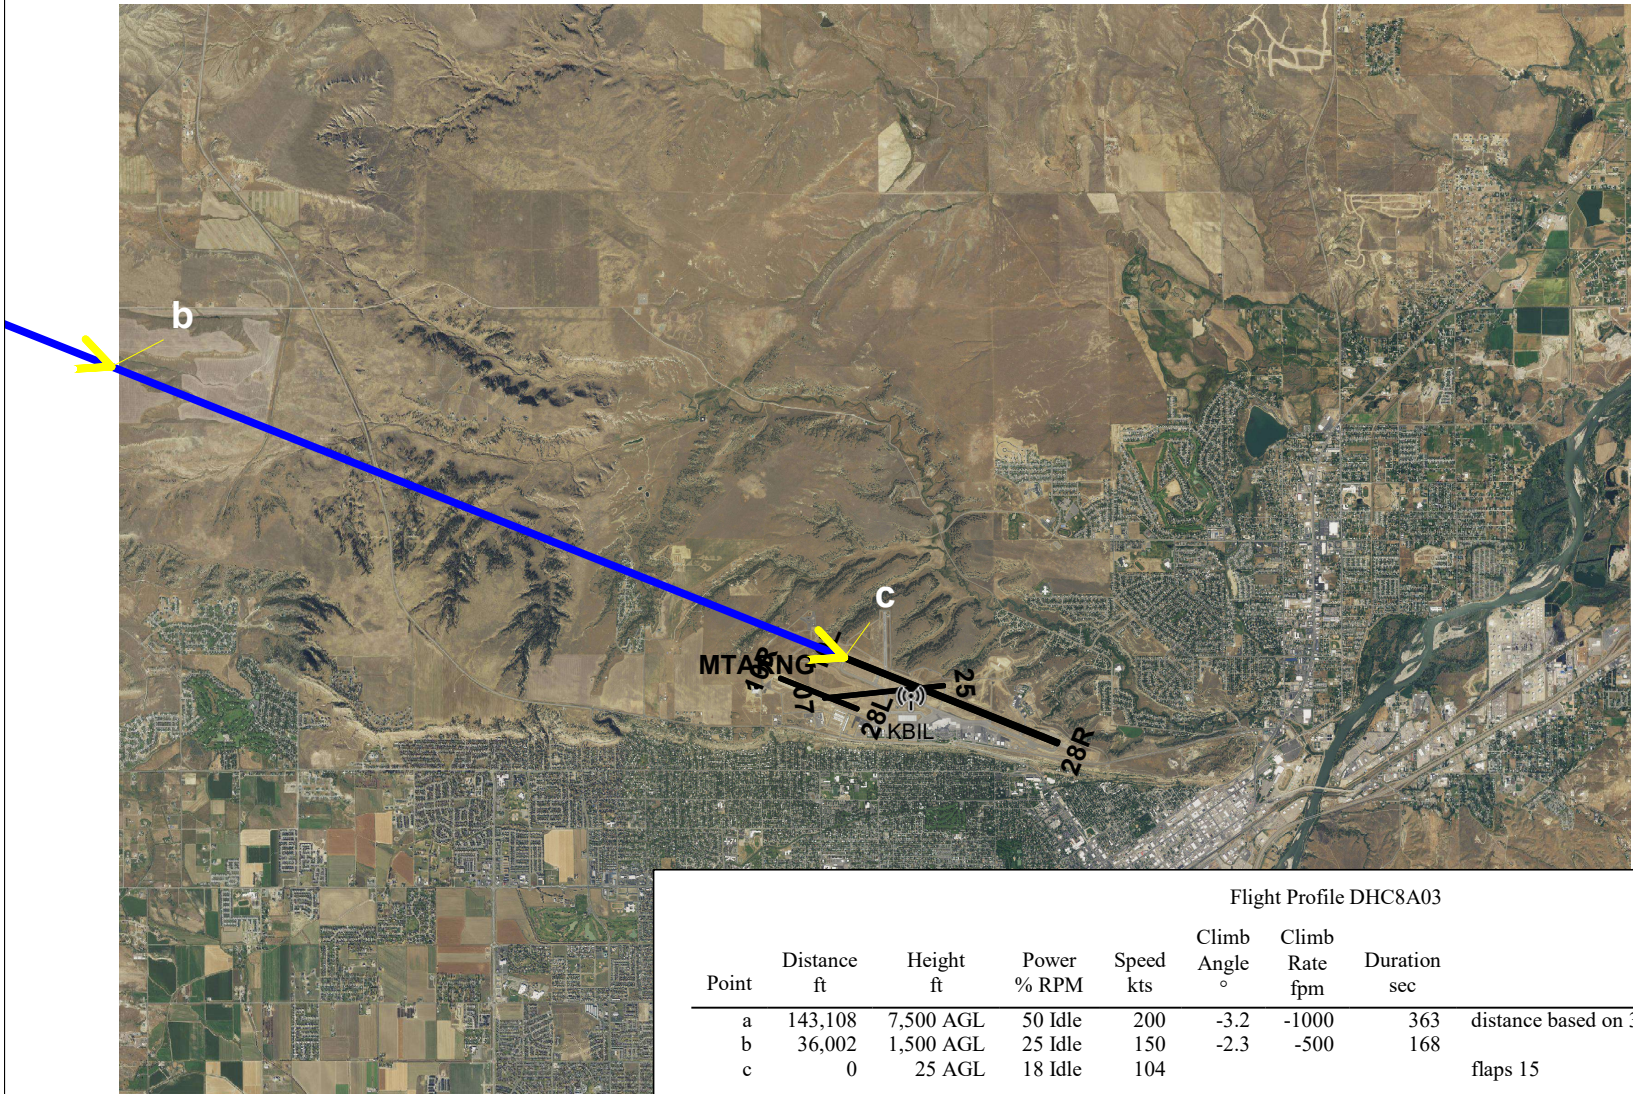 b
c
MTARNG
10R
07
28L
25
KBIL
28R
Flight Profile DHC8A03
Point Distance ft Height ft Power % RPM Speed kts Climb Angle ° Climb Rate fpm Duration sec
a 143,108 7,500 AGL 50 Idle 200 -3.2 -1000 363 distance based on 3
b 36,002 1,500 AGL 25 Idle 150 -2.3 -500 168
c 0 25 AGL 18 Idle 104 flaps 15